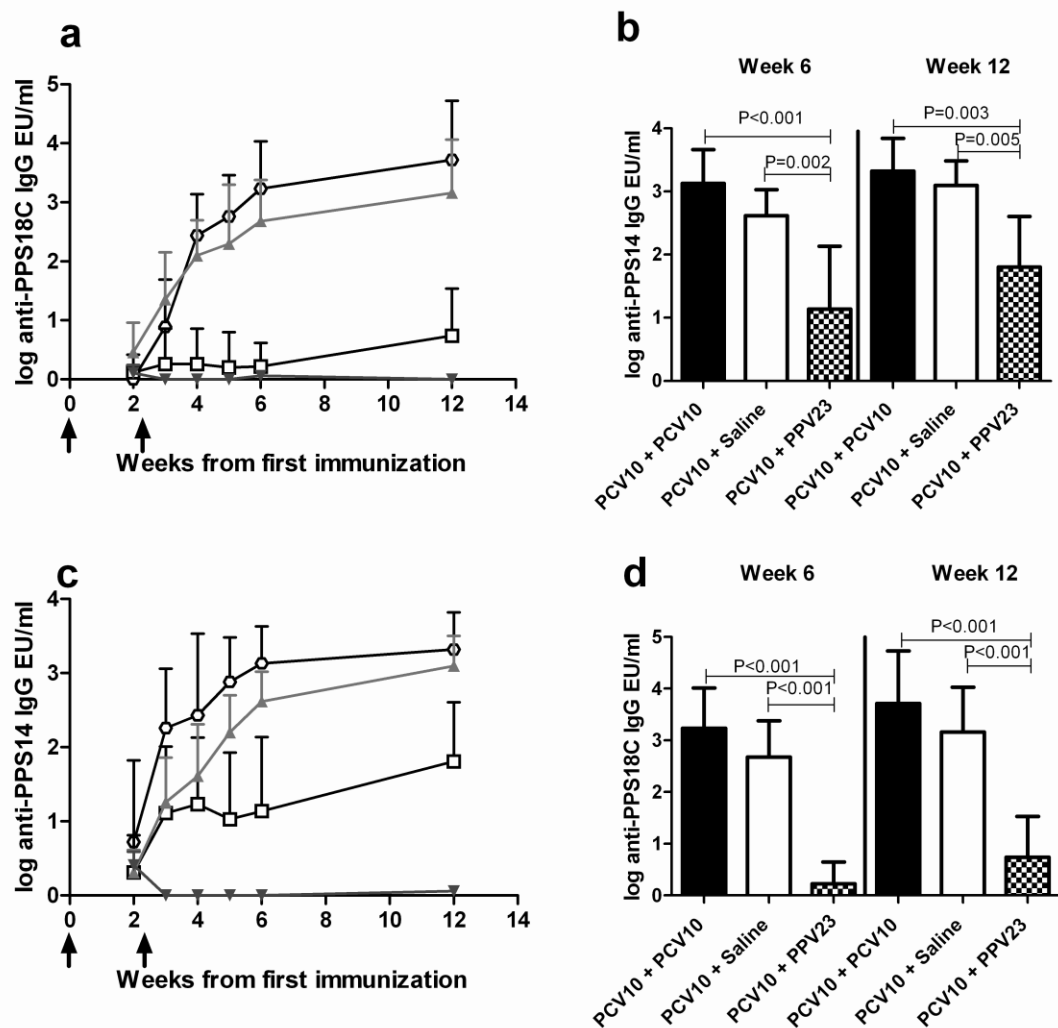 a
log anti-PPS18C IgG EU/ml
5
4
3
2
1
0
0 2 4 6 8 10 12 14
Weeks from first immunization
b
Week 6 Week 12
P<0.001
P=0.002
P=0.003
P=0.005
log anti-PPS14 IgG EU/ml
4
3
2
1
0
PCV10 + PCV10
PCV10 + Saline
PCV10 + PPV23
PCV10 + PCV10
PCV10 + Saline
PCV10 + PPV23
c
log anti-PPS14 IgG EU/ml
4
3
2
1
0
0 2 4 6 8 10 12 14
Weeks from first immunization
d
Week 6 Week 12
P<0.001
P<0.001
P<0.001
P<0.001
log anti-PPS18C IgG EU/ml
5
4
3
2
1
0
PCV10 + PCV10
PCV10 + Saline
PCV10 + PPV23
PCV10 + PCV10
PCV10 + Saline
PCV10 + PPV23